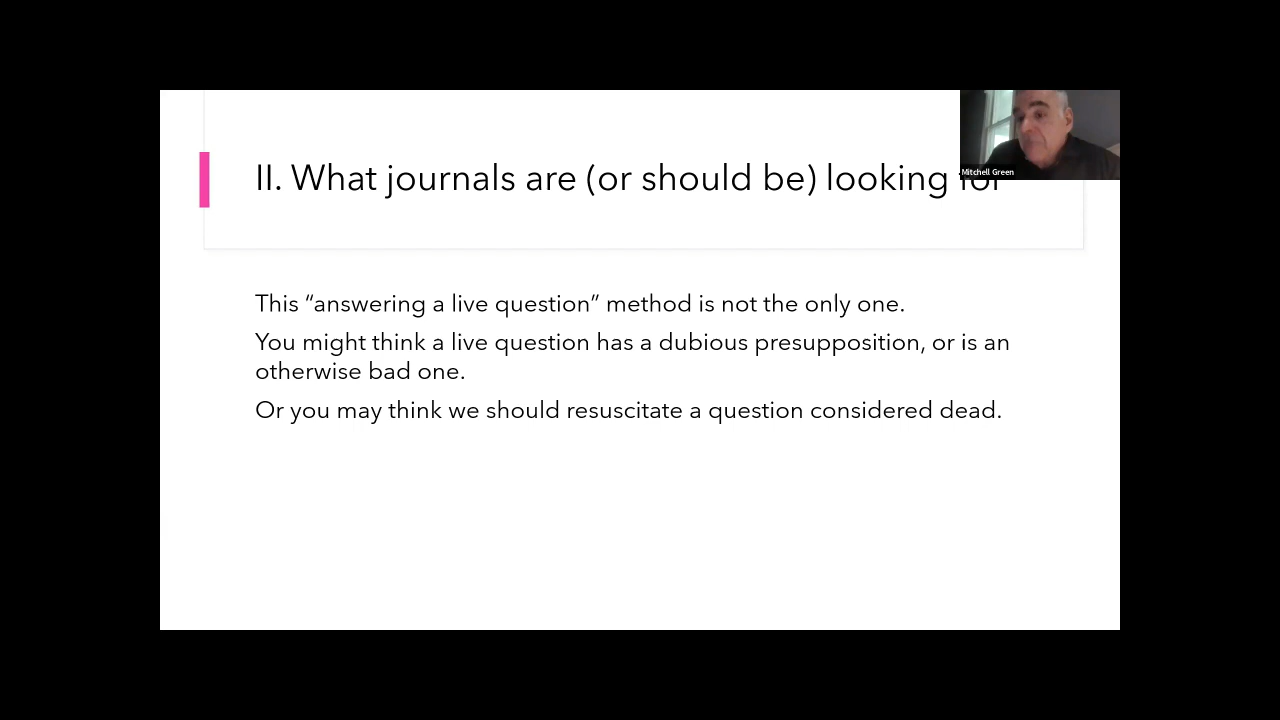 II. What journals are (or should be) looking for
Mitchell Green
This “answering a live question” method is not the only one.
You might think a live question has a dubious presupposition, or is an
otherwise bad one.
Or you may think we should resuscitate a question considered dead.